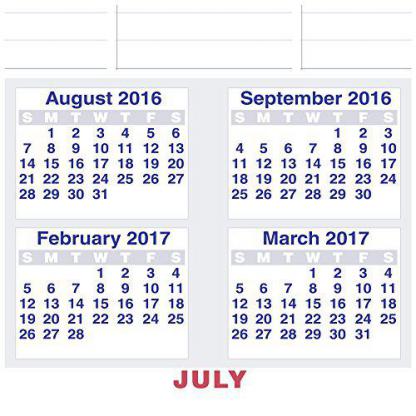 August 2016
S M T W T F S
1 2 3 4 5 6
7 8 9 10 11 12 13
14 15 16 17 18 19 20
21 22 23 24 25 26 27
28 29 30 31
September 2016
S M T W T F S
1 2 3
4 5 6 7 8 9 10
11 12 13 14 15 16 17
18 19 20 21 22 23 24
25 26 27 28 29 30
February 2017
S M T W T F S
1 2 3 4
5 6 7 8 9 10 11
12 13 14 15 16 17 18
19 20 21 22 23 24 25
26 27 28
March 2017
S M T W T F S
1 2 3 4
5 6 7 8 9 10 11
12 13 14 15 16 17 18
19 20 21 22 23 24 25
26 27 28 29 30 31
JULY